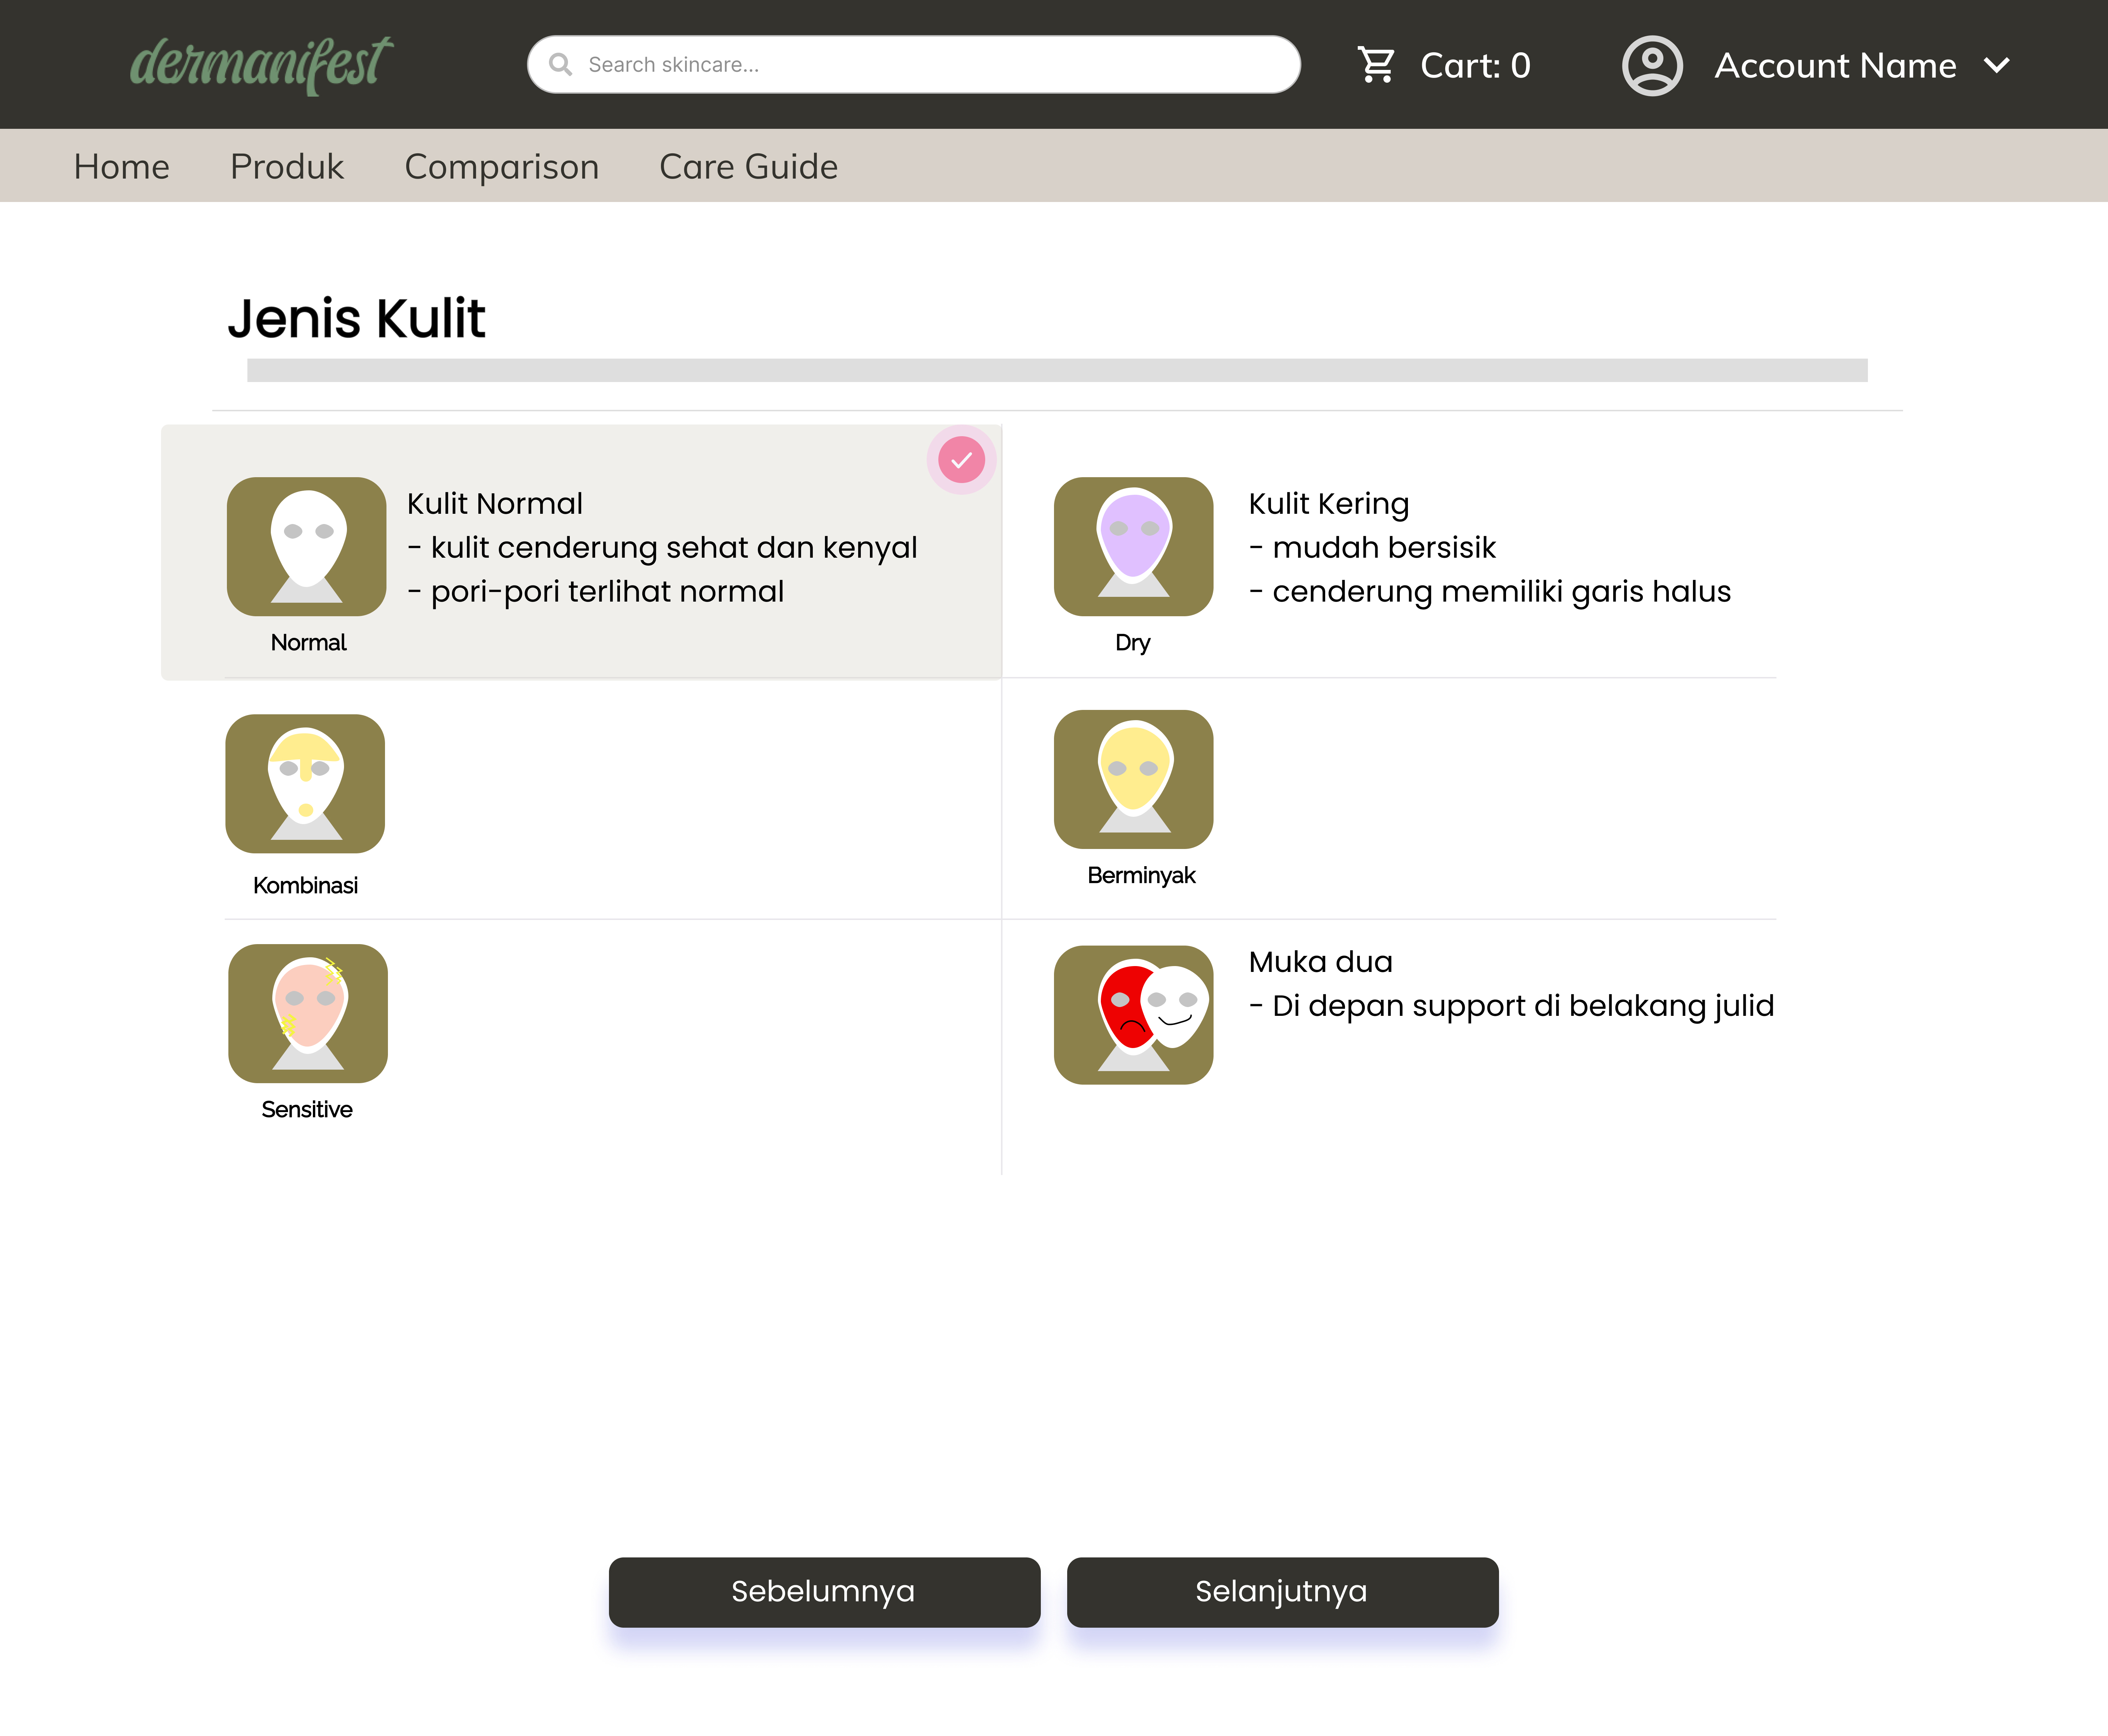 dermanifest
Search skincare...
Cart: 0
Account Name
Home
Produk
Comparison
Care Guide
Jenis Kulit
Kulit Normal
- kulit cenderung sehat dan kenyal
- pori-pori terlihat normal
Normal
Kulit Kering
- mudah bersisik
- cenderung memiliki garis halus
Dry
Kombinasi
Berminyak
Sensitive
Muka dua
- Di depan support di belakang julid
Sebelumnya
Selanjutnya